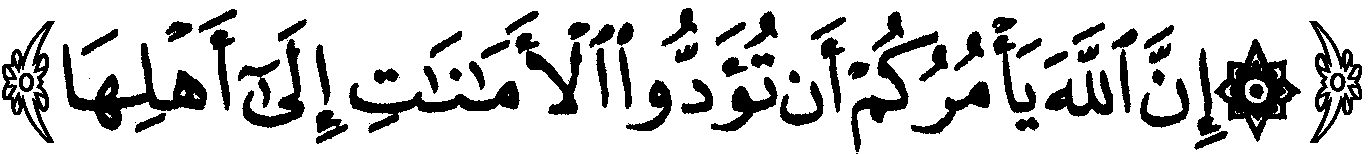 ﴿۞ إِنَّ ٱللَّهَ يَأْمُرُكُمْ أَن تُؤَدُّوا۟ ٱلْأَمَـٰنَـٰتِ إِلَىٰٓ أَهْلِهَا﴾